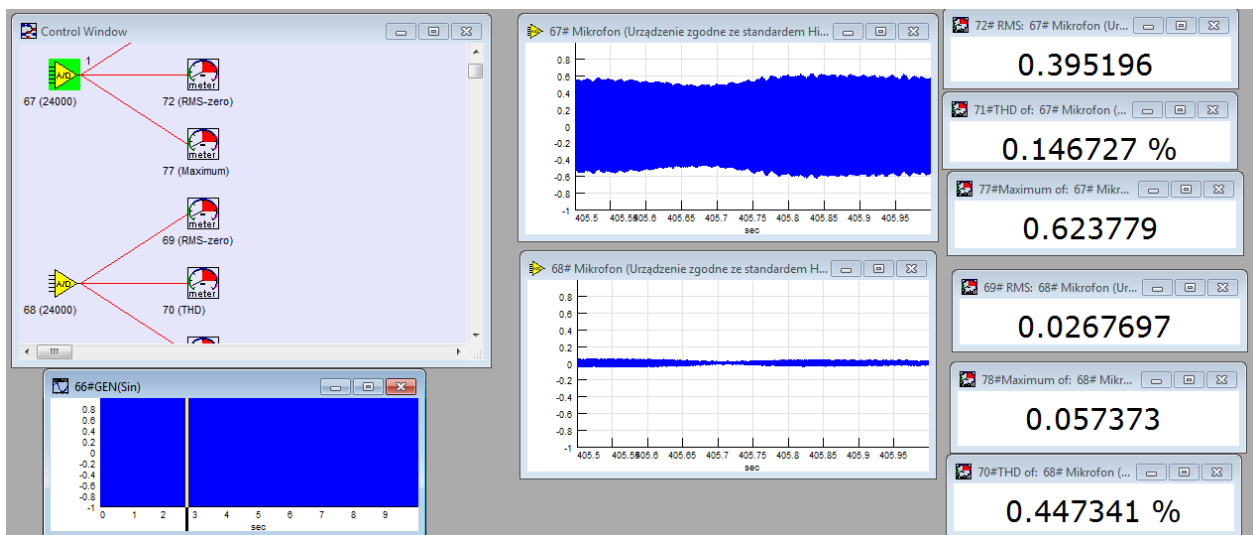 Control Window
1
67 (24000)
72 (RMS-zero)
77 (Maximum)
69 (RMS-zero)
68 (24000)
70 (THD)
A/D
meter
meter
meter
A/D
meter
66#GEN(Sin)
0.8
0.6
0.4
0.2
0
-0.2
-0.4
-0.6
-0.8
-1
0 1 2 3 4 5 6 7 8 9
sec
67# Mikrofon (Urządzenie zgodne ze standardem Hi...
0.8
0.6
0.4
0.2
0
-0.2
-0.4
-0.6
-0.8
-1
405.5 405.6 405.65 405.7 405.75 405.8 405.85 405.9 405.95
sec
68# Mikrofon (Urządzenie zgodne ze standardem H...
0.8
0.6
0.4
0.2
0
-0.2
-0.4
-0.6
-0.8
-1
405.5 405.6 405.65 405.7 405.75 405.8 405.85 405.9 405.95
sec
72# RMS: 67# Mikrofon (Ur...
0.395196
71#THD of: 67# Mikrofon (...
0.146727 %
77#Maximum of: 67# Mikr...
0.623779
69# RMS: 68# Mikrofon (Ur...
0.0267697
78#Maximum of: 68# Mikr...
0.057373
70#THD of: 68# Mikrofon (...
0.447341 %